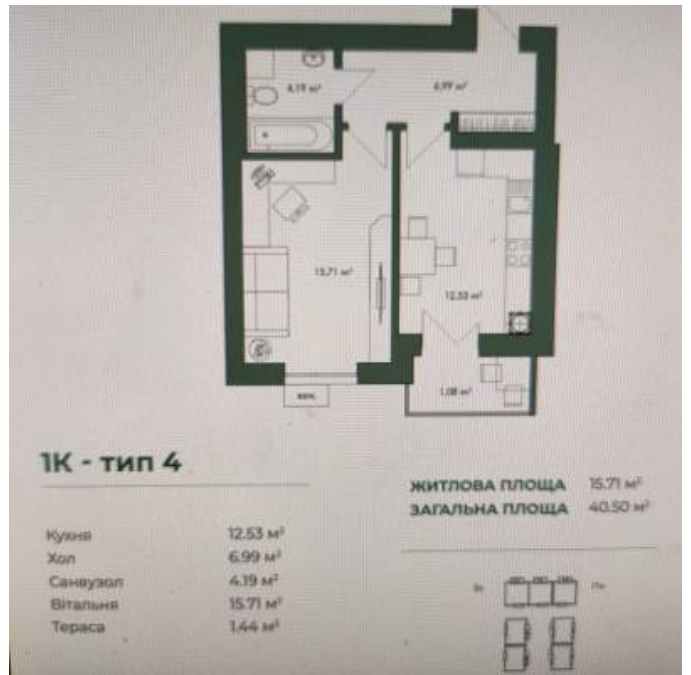 4.19 м²
6.99 м²
15.71 м²
12.53 м²
1.08 м²
1К - тип 4
ЖИТЛОВА ПЛОЩА 15.71 м²
ЗАГАЛЬНА ПЛОЩА 40.50 м²
Кухня 12.53 м²
Хол 6.99 м²
Санвузол 4.19 м²
Вітальня 15.71 м²
Тераса 1.44 м²